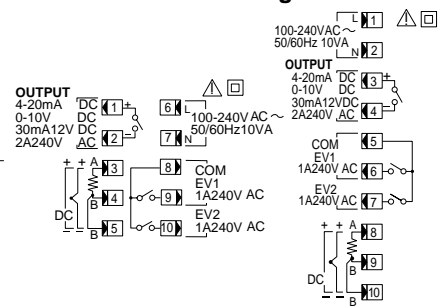 OUTPUT
4-20mA DC 1 +
0-10V DC
30mA12V DC
2A240V AC 2 −
6 L
100-240V AC ~
50/60Hz10VA
7 N
+ + A 3
4
B
DC
− − B 5
8 COM
EV1
9 1A240V AC
EV2
10 1A240V AC
L 1
100-240VAC ~
50/60Hz 10VA
N 2
OUTPUT
4-20mA DC 3 +
0-10V DC
30mA12VDC
2A240V AC 4 −
COM 5
EV1
1A240V AC 6
EV2
1A240V AC 7
+ + A 8
B 9
DC
− − B 10